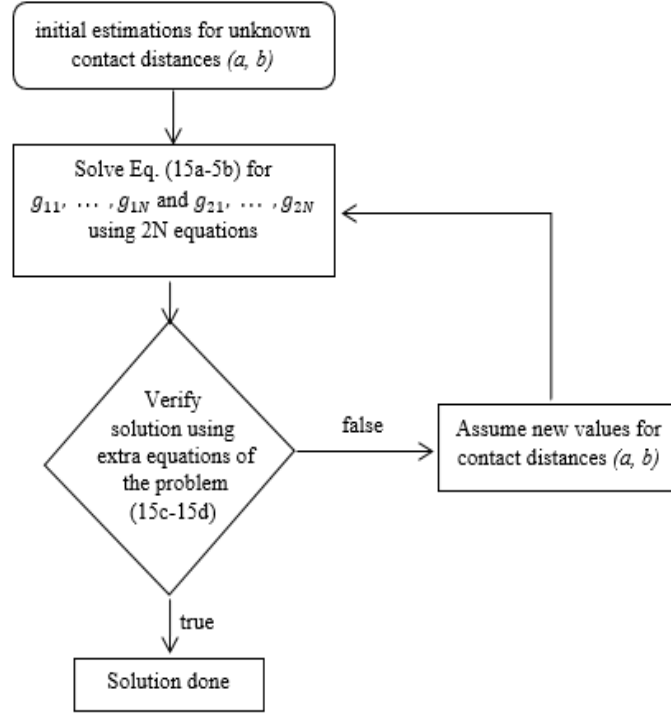 initial estimations for unknown
contact distances (a, b)
Solve Eq. (15a-5b) for
g₁₁, … , g₁N and g₂₁, … , g₂N
using 2N equations
Verify
solution using
extra equations of
the problem
(15c-15d)
false
Assume new values for
contact distances (a, b)
true
Solution done